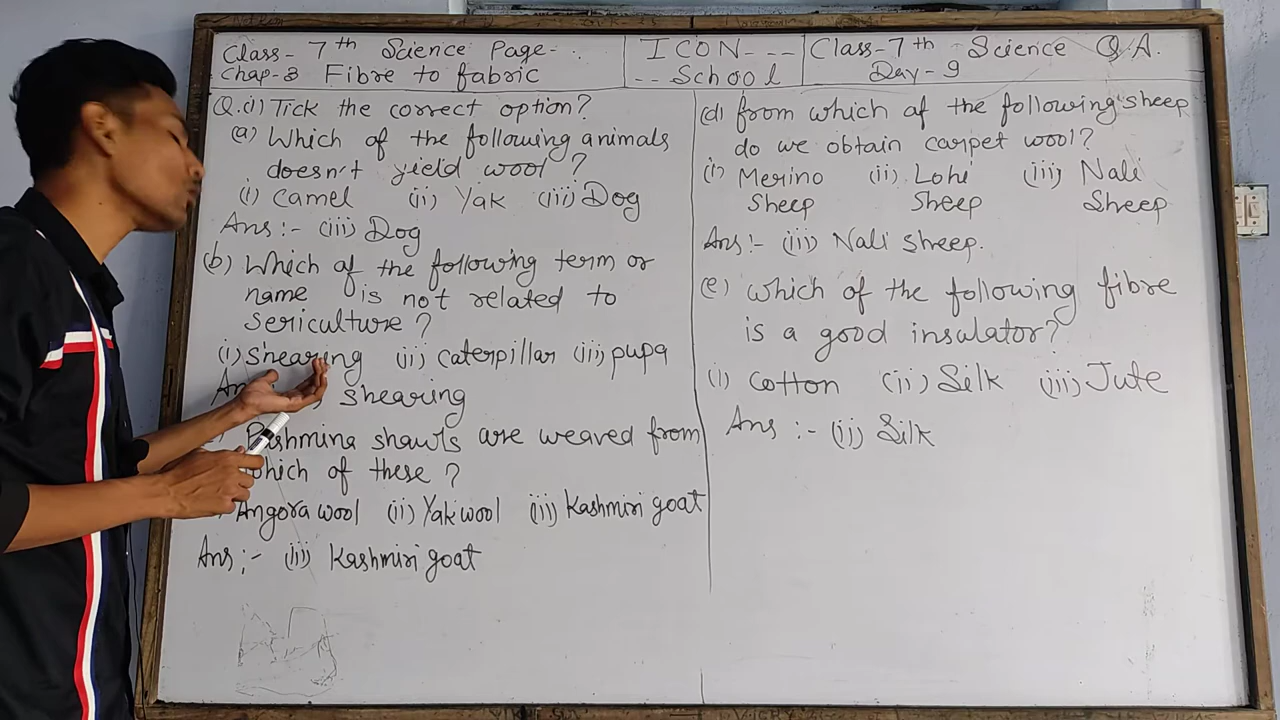 Class- 7th Science Page-..
Chap-3 Fibre to fabric
ICON---
--School
Class-7th Science Q.A.
Day-9
Q.(i) Tick the correct option?
(a) Which of the following animals
doesn't yield wool ?
(i) Camel (ii) Yak (iii) Dog
Ans :- (iii) Dog
(b) Which of the following term or
name is not related to
sericulture ?
(i) shearing (ii) caterpillar (iii) pupa
An shearing
Pashmina shawls are weaved from
which of these ?
Angora wool (ii) Yak wool (iii) Kashmiri goat
Ans :- (iii) Kashmiri goat
(d) from which of the following sheep
do we obtain carpet wool?
(i) Merino (ii) Lohi (iii) Nali
Sheep Sheep Sheep
Ans :- (iii) Nali sheep.
(e) which of the following fibre
is a good insulator?
(i) Cotton (ii) Silk (iii) Jute
Ans :- (ii) Silk